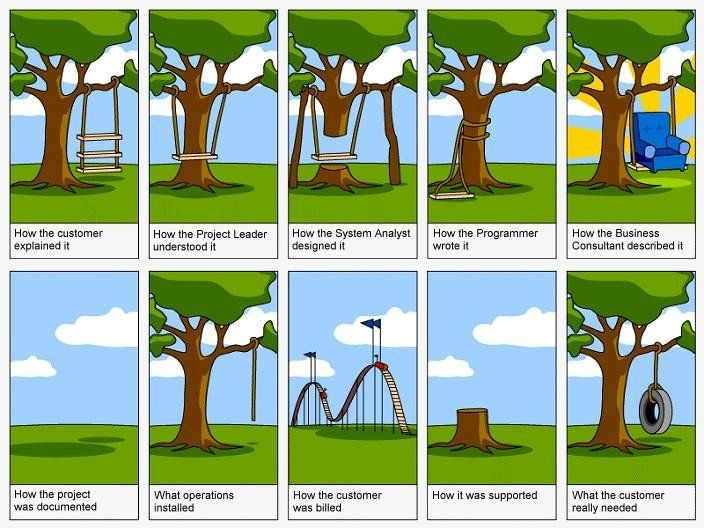 How the customer
explained it
How the Project Leader
understood it
How the System Analyst
designed it
How the Programmer
wrote it
How the Business
Consultant described it
How the project
was documented
What operations
installed
How the customer
was billed
How it was supported
What the customer
really needed